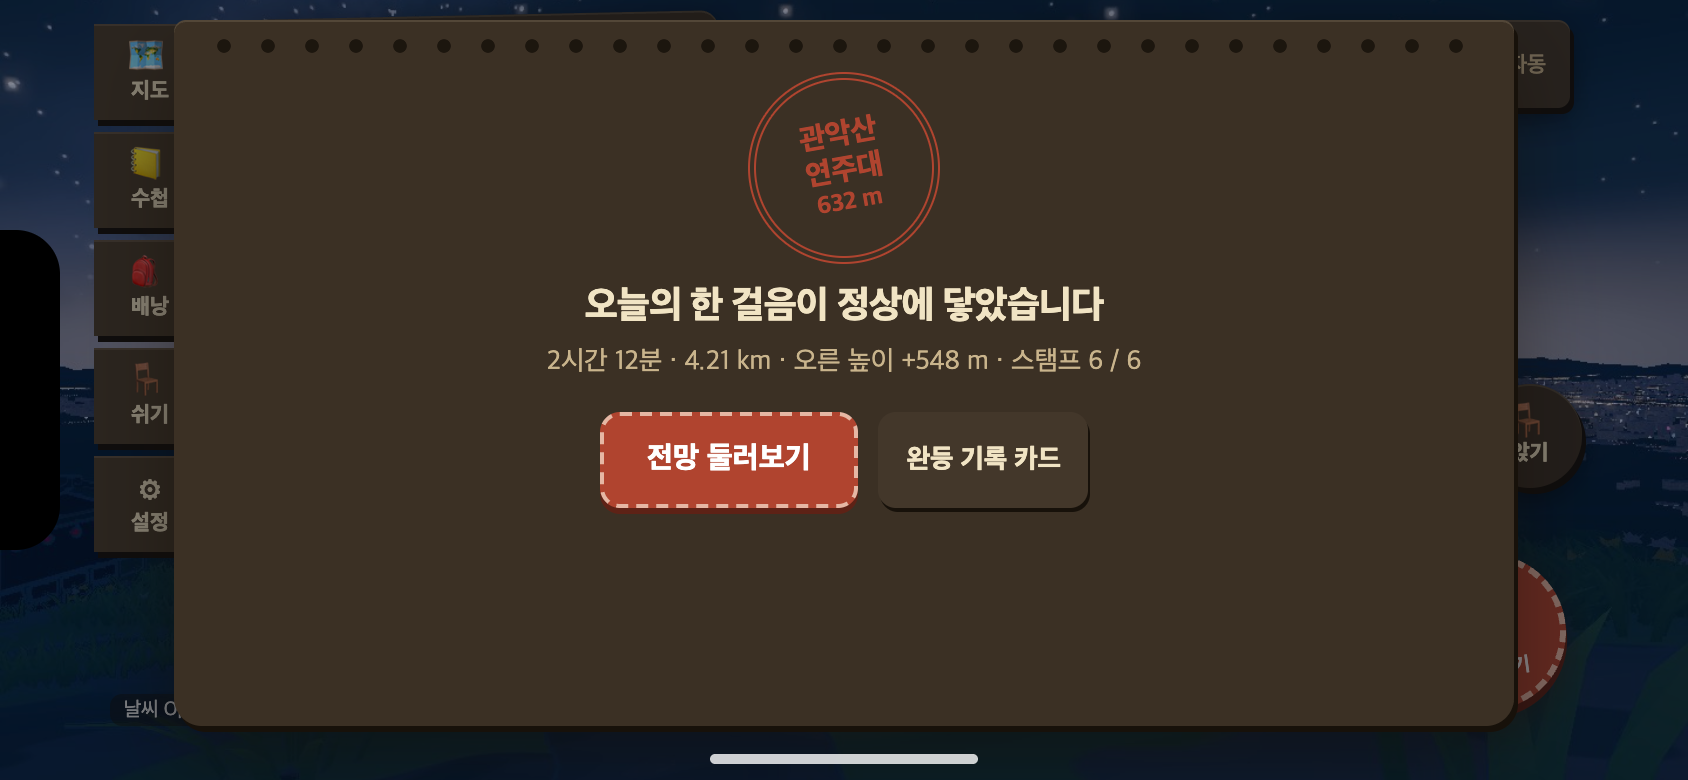 지도
수첩
배낭
쉬기
설정
관악산
연주대
632 m
오늘의 한 걸음이 정상에 닿았습니다
2시간 12분 · 4.21 km · 오른 높이 +548 m · 스탬프 6 / 6
전망 둘러보기
완등 기록 카드
날씨